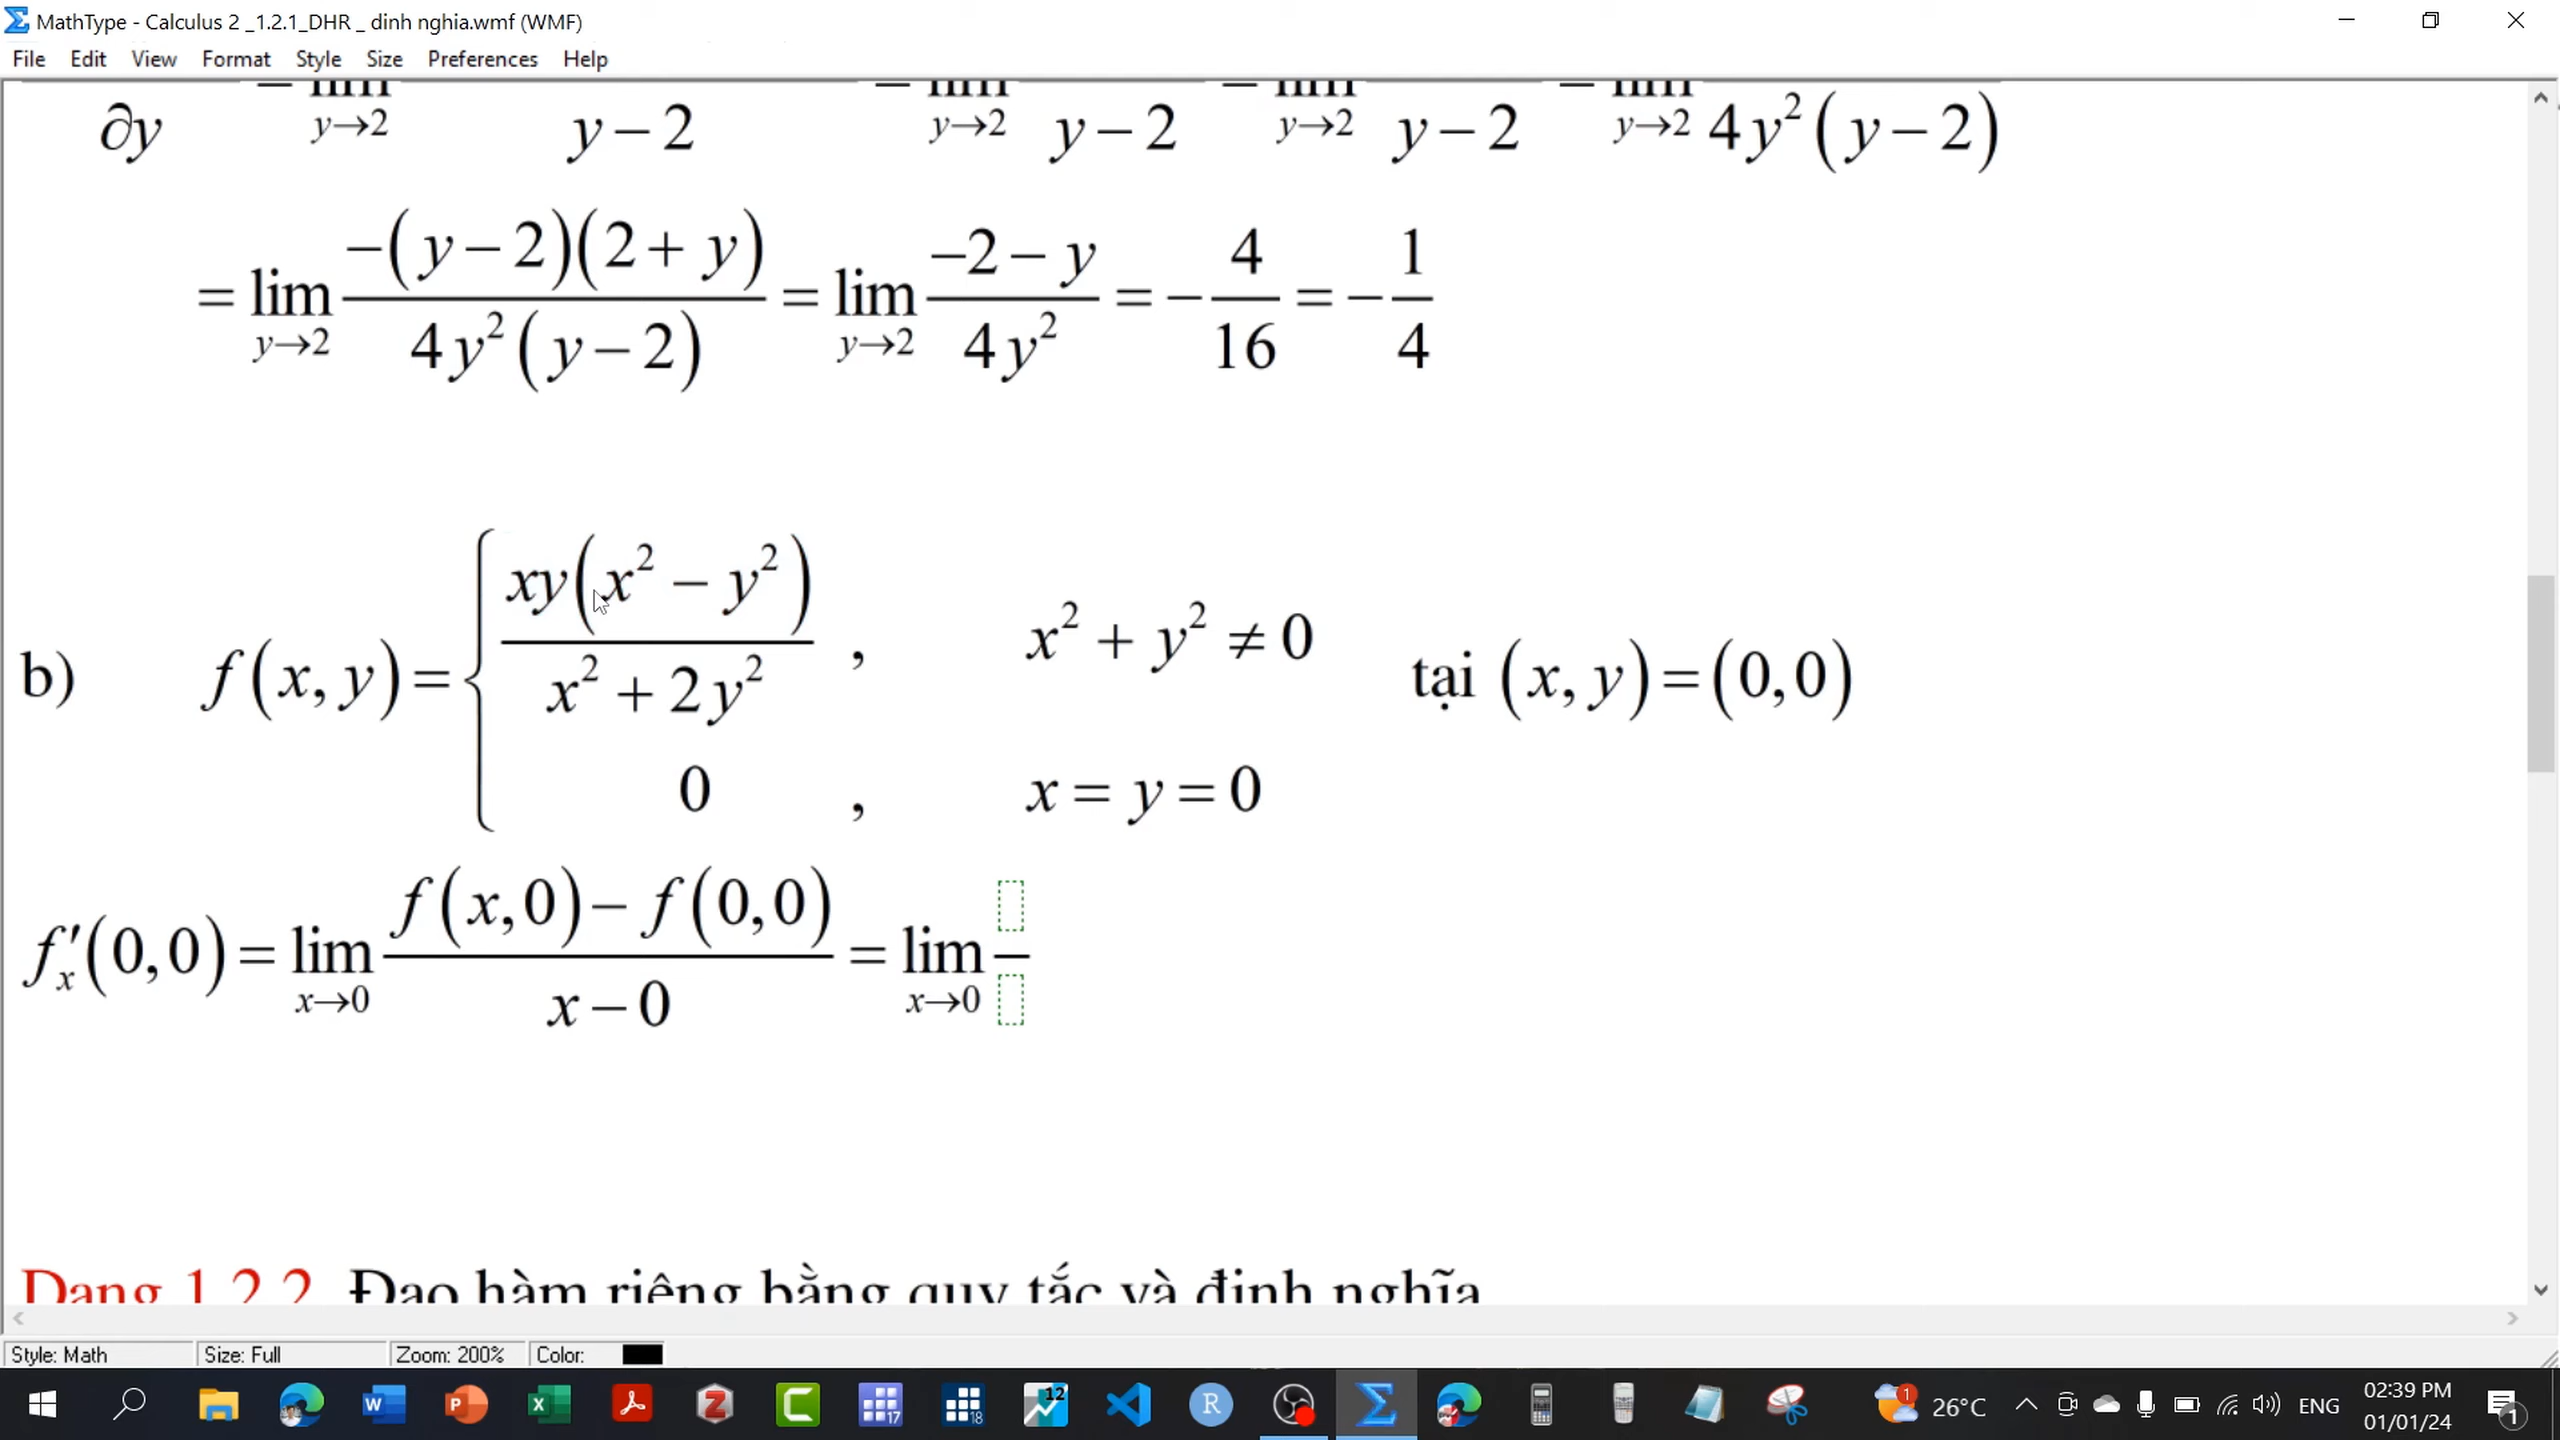 MathType - Calculus 2 _1.2.1_DHR _ dinh nghia.wmf (WMF)
File Edit View Format Style Size Preferences Help
∂y y→2 y−2 y→2 y−2 y→2 y−2 y→2 4y²(y−2)
= lim y→2 −(y−2)(2+y) / 4y²(y−2) = lim y→2 −2−y / 4y² = −4/16 = −1/4
b) f(x,y) = { xy(x²−y²) / x²+2y² , x²+y² ≠ 0 tại (x,y)=(0,0)
0 , x = y = 0
f′x(0,0) = lim x→0 f(x,0)−f(0,0) / x−0 = lim x→0
Dạng 1.2.2 Đạo hàm riêng bằng quy tắc và định nghĩa
Style: Math Size: Full Zoom: 200% Color:
26°C ENG 02:39 PM
01/01/24